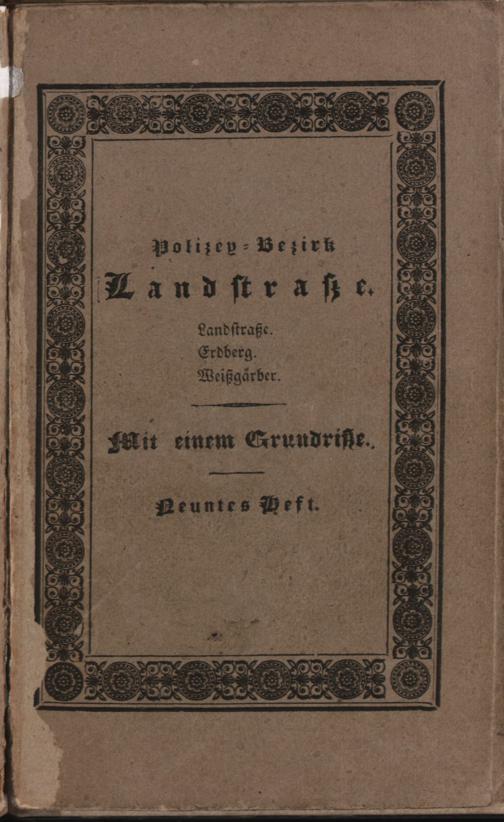 Polizey-Bezirk
Landstraße.
Landstraße.
Erdberg.
Weißgärber.
Mit einem Grundriße.
Neuntes Heft.